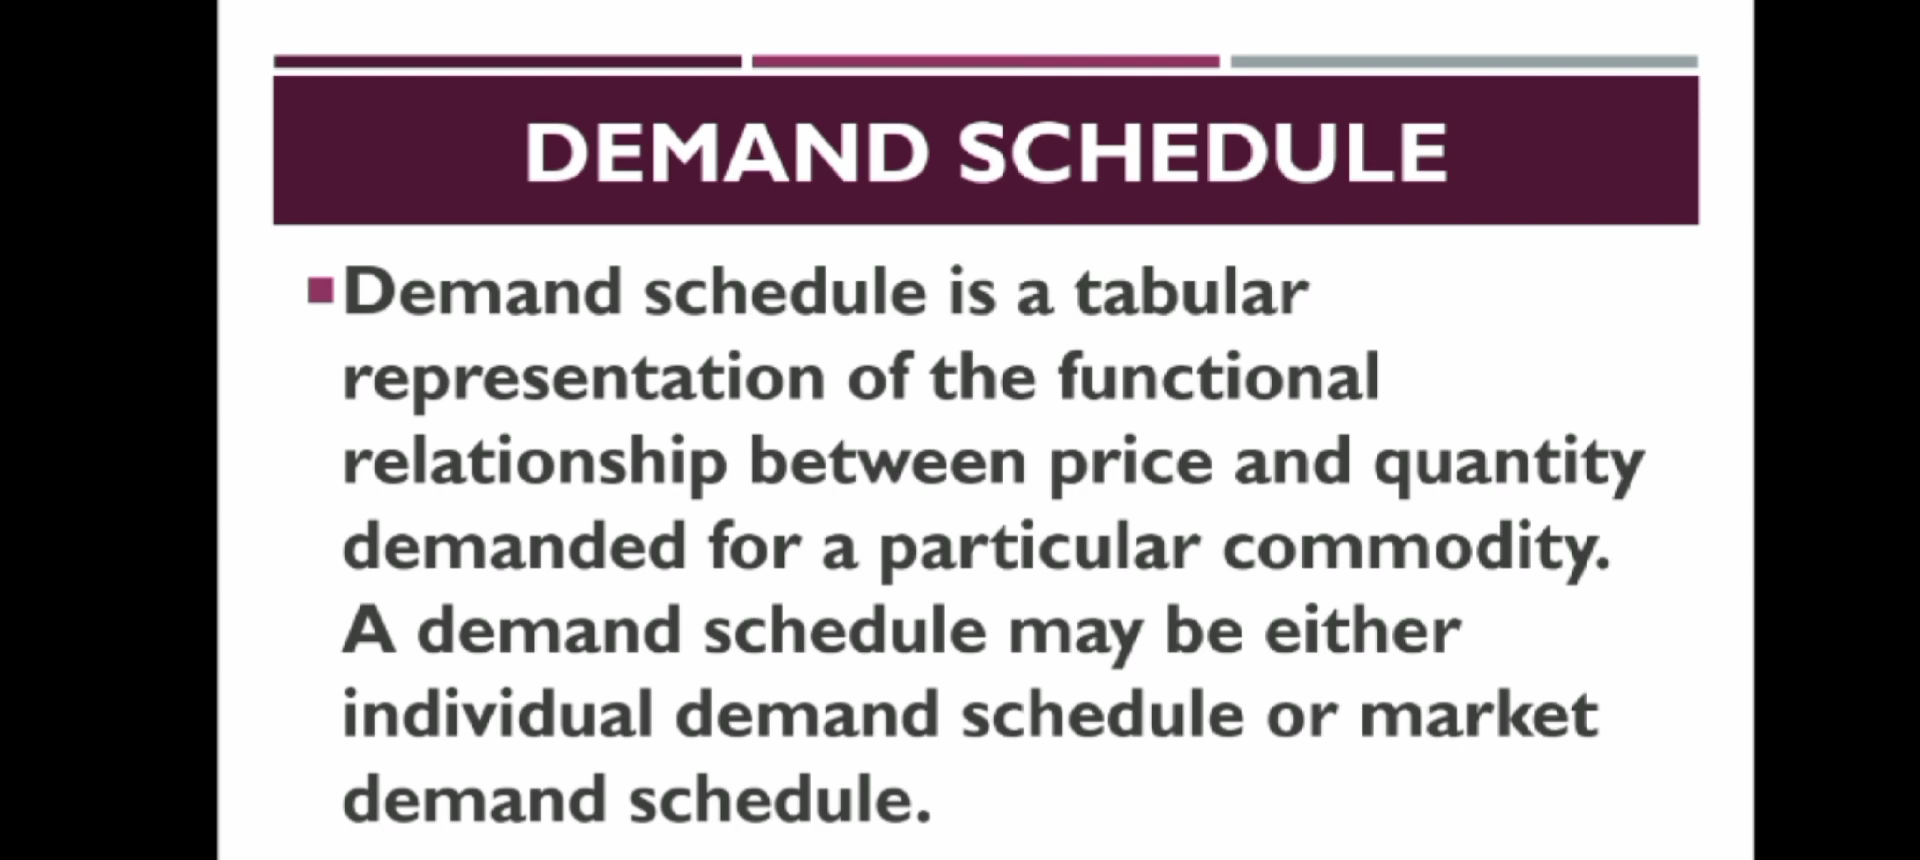 DEMAND SCHEDULE
Demand schedule is a tabular
representation of the functional
relationship between price and quantity
demanded for a particular commodity.
A demand schedule may be either
individual demand schedule or market
demand schedule.